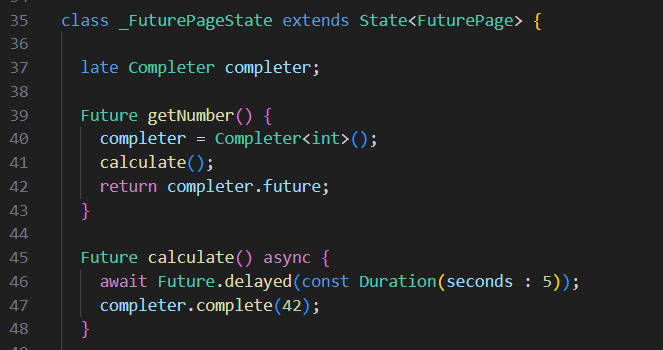 35 class _FuturePageState extends State<FuturePage> {
36
37 late Completer completer;
38
39 Future getNumber() {
40 completer = Completer<int>();
41 calculate();
42 return completer.future;
43 }
44
45 Future calculate() async {
46 await Future.delayed(const Duration(seconds : 5));
47 completer.complete(42);
48 }